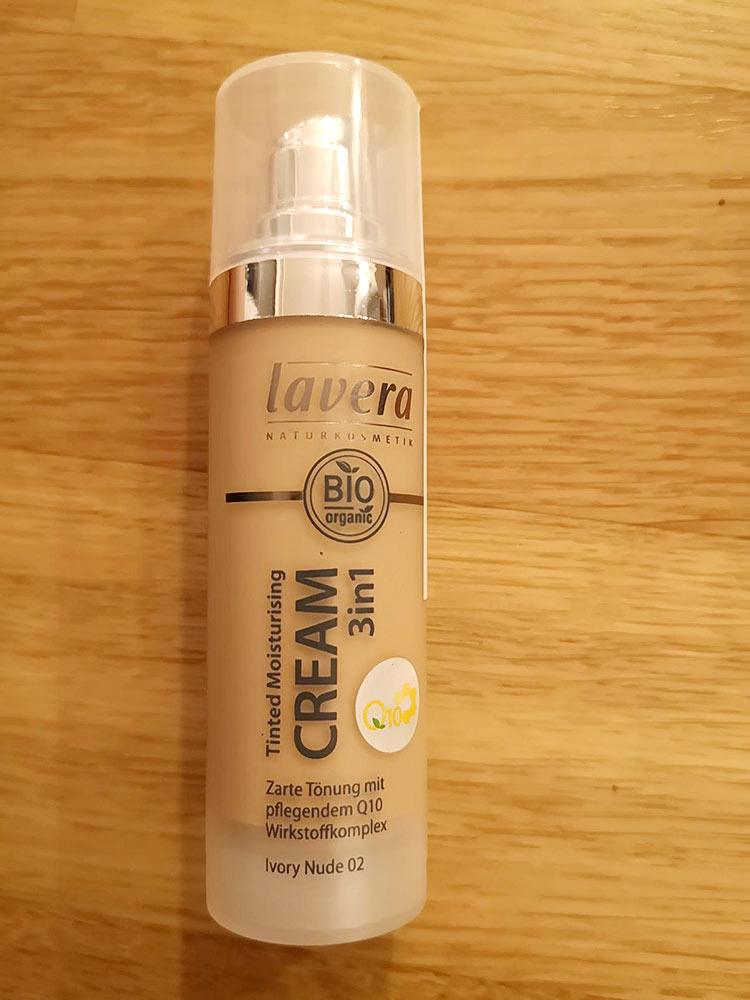 lavera
NATURKOSMETIK
BIO
organic
Tinted Moisturising
CREAM
3in1
Q10
Zarte Tönung mit
pflegendem Q10
Wirkstoffkomplex
Ivory Nude 02